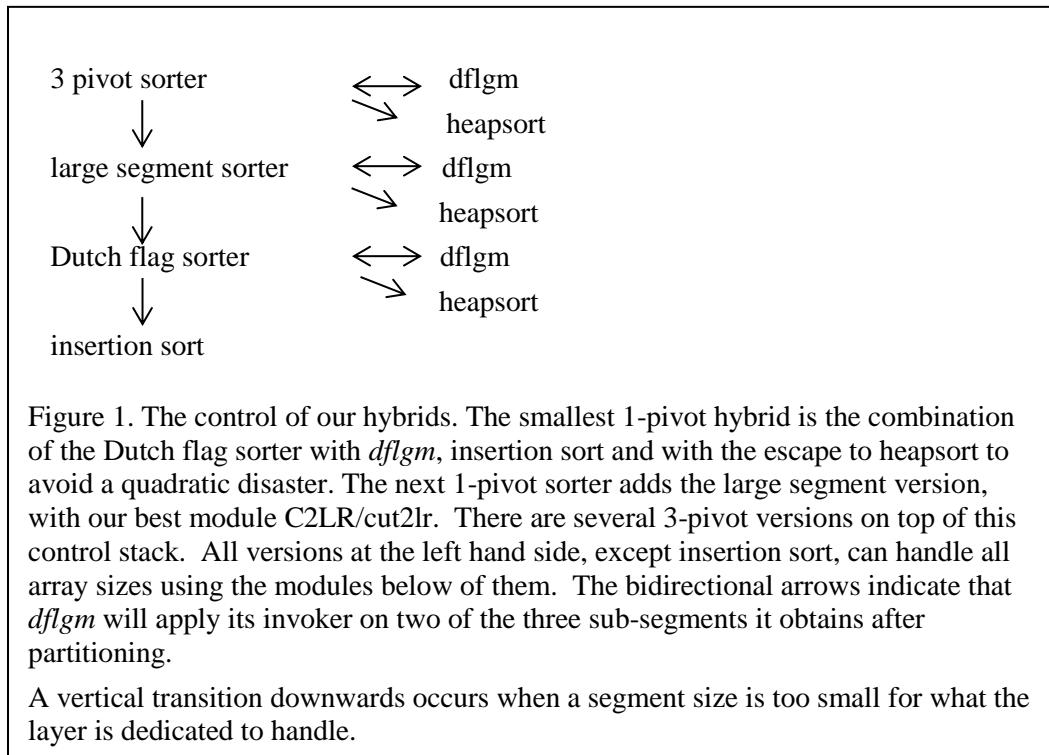 3 pivot sorter dflgm
heapsort
large segment sorter dflgm
heapsort
Dutch flag sorter dflgm
heapsort
insertion sort
Figure 1. The control of our hybrids. The smallest 1-pivot hybrid is the combination
of the Dutch flag sorter with dflgm, insertion sort and with the escape to heapsort to
avoid a quadratic disaster. The next 1-pivot sorter adds the large segment version,
with our best module C2LR/cut2lr. There are several 3-pivot versions on top of this
control stack. All versions at the left hand side, except insertion sort, can handle all
array sizes using the modules below of them. The bidirectional arrows indicate that
dflgm will apply its invoker on two of the three sub-segments it obtains after
partitioning.
A vertical transition downwards occurs when a segment size is too small for what the
layer is dedicated to handle.